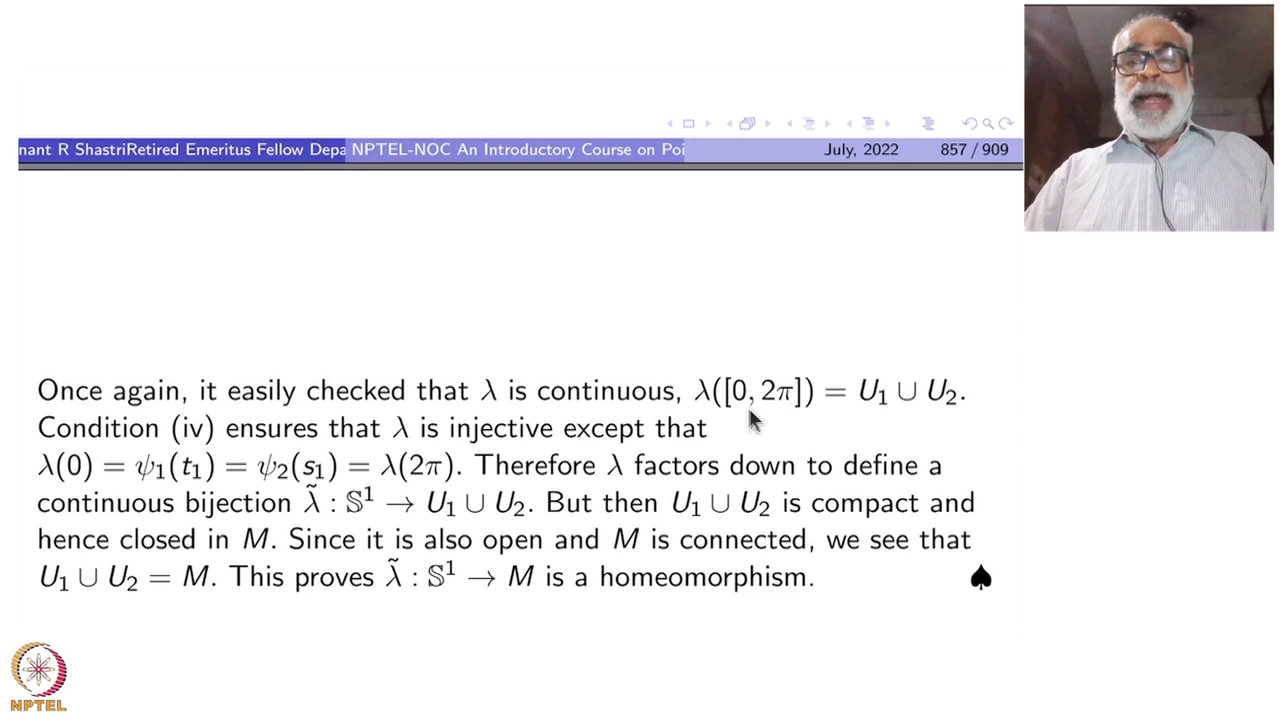 nant R ShastriRetired Emeritus Fellow Depa NPTEL-NOC An Introductory Course on Poi July, 2022 857 / 909
Once again, it easily checked that λ is continuous, λ([0, 2π]) = U₁ ∪ U₂.
Condition (iv) ensures that λ is injective except that
λ(0) = ψ₁(t₁) = ψ₂(s₁) = λ(2π). Therefore λ factors down to define a
continuous bijection λ̃ : 𝕊¹ → U₁ ∪ U₂. But then U₁ ∪ U₂ is compact and
hence closed in M. Since it is also open and M is connected, we see that
U₁ ∪ U₂ = M. This proves λ̃ : 𝕊¹ → M is a homeomorphism. ♠
NPTEL